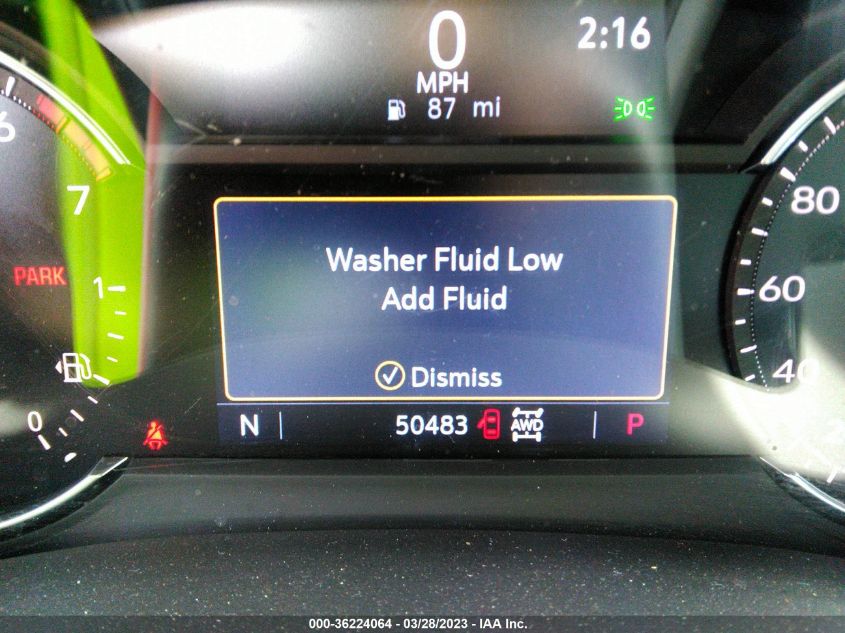 0
2:16
MPH
87 mi
6
7
PARK
1
0
Washer Fluid Low
Add Fluid
Dismiss
N
50483
AWD
P
80
60
40
000-36224064 - 03/28/2023 - IAA Inc.